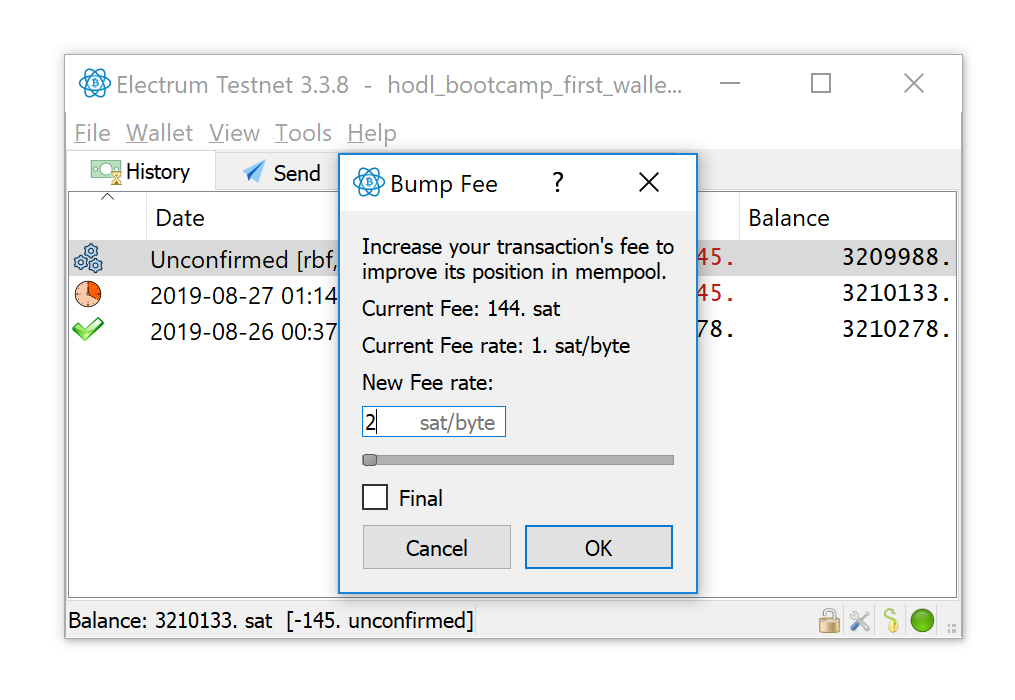 Electrum Testnet 3.3.8 - hodl_bootcamp_first_walle...
File Wallet View Tools Help
History Send
Date Balance
Unconfirmed [rbf, 45. 3209988.
2019-08-27 01:14 45. 3210133.
2019-08-26 00:37 78. 3210278.
Bump Fee ?
Increase your transaction's fee to
improve its position in mempool.
Current Fee: 144. sat
Current Fee rate: 1. sat/byte
New Fee rate:
2 sat/byte
Final
Cancel OK
Balance: 3210133. sat [-145. unconfirmed]